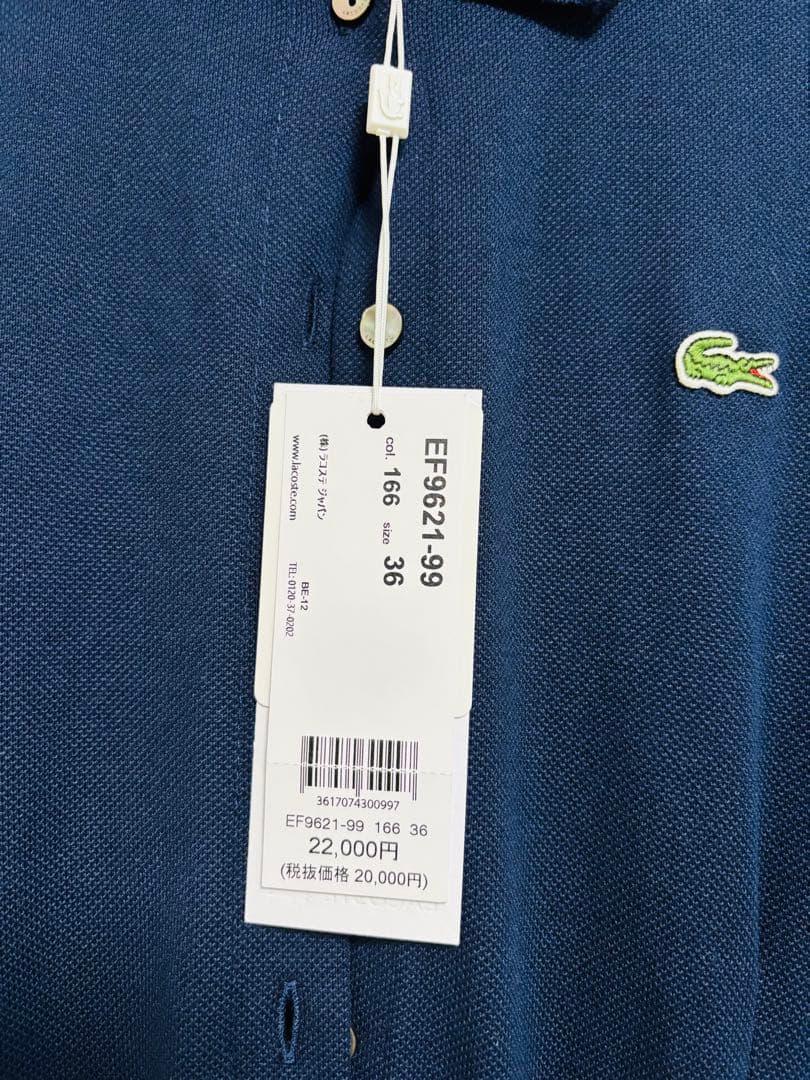 EF9621-99
col. 166 size 36
(株) ラコステ ジャパン
www.lacoste.com
BE-12
TEL: 0120-37-0202
3617074300997
EF9621-99 166 36
22,000円
(税抜価格 20,000円)